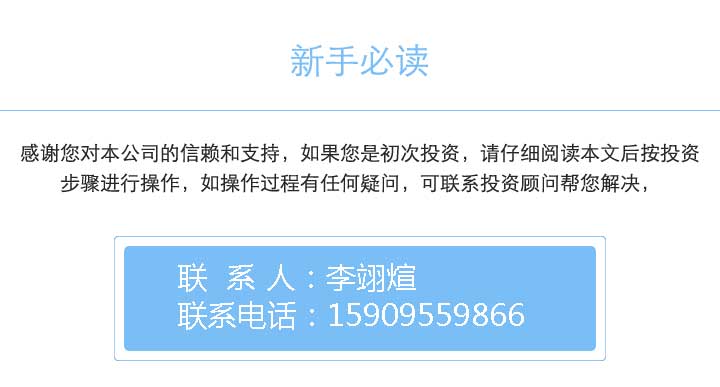 新手必读
感谢您对本公司的信赖和支持，如果您是初次投资，请仔细阅读本文后按投资
步骤进行操作，如操作过程有任何疑问，可联系投资顾问帮您解决，
联 系 人：李翊煊
联系电话：15909559866